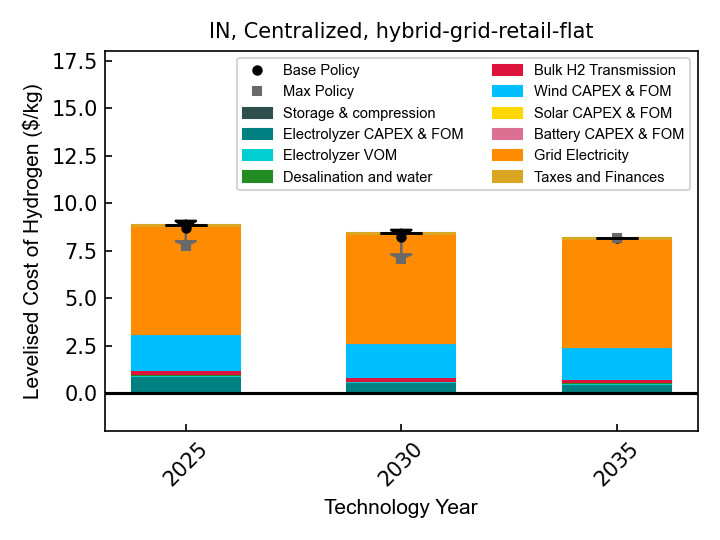 IN, Centralized, hybrid-grid-retail-flat
Levelised Cost of Hydrogen ($/kg)
17.5
15.0
12.5
10.0
7.5
5.0
2.5
0.0
Base Policy
Max Policy
Storage & compression
Electrolyzer CAPEX & FOM
Electrolyzer VOM
Desalination and water
Bulk H2 Transmission
Wind CAPEX & FOM
Solar CAPEX & FOM
Battery CAPEX & FOM
Grid Electricity
Taxes and Finances
2025
2030
2035
Technology Year